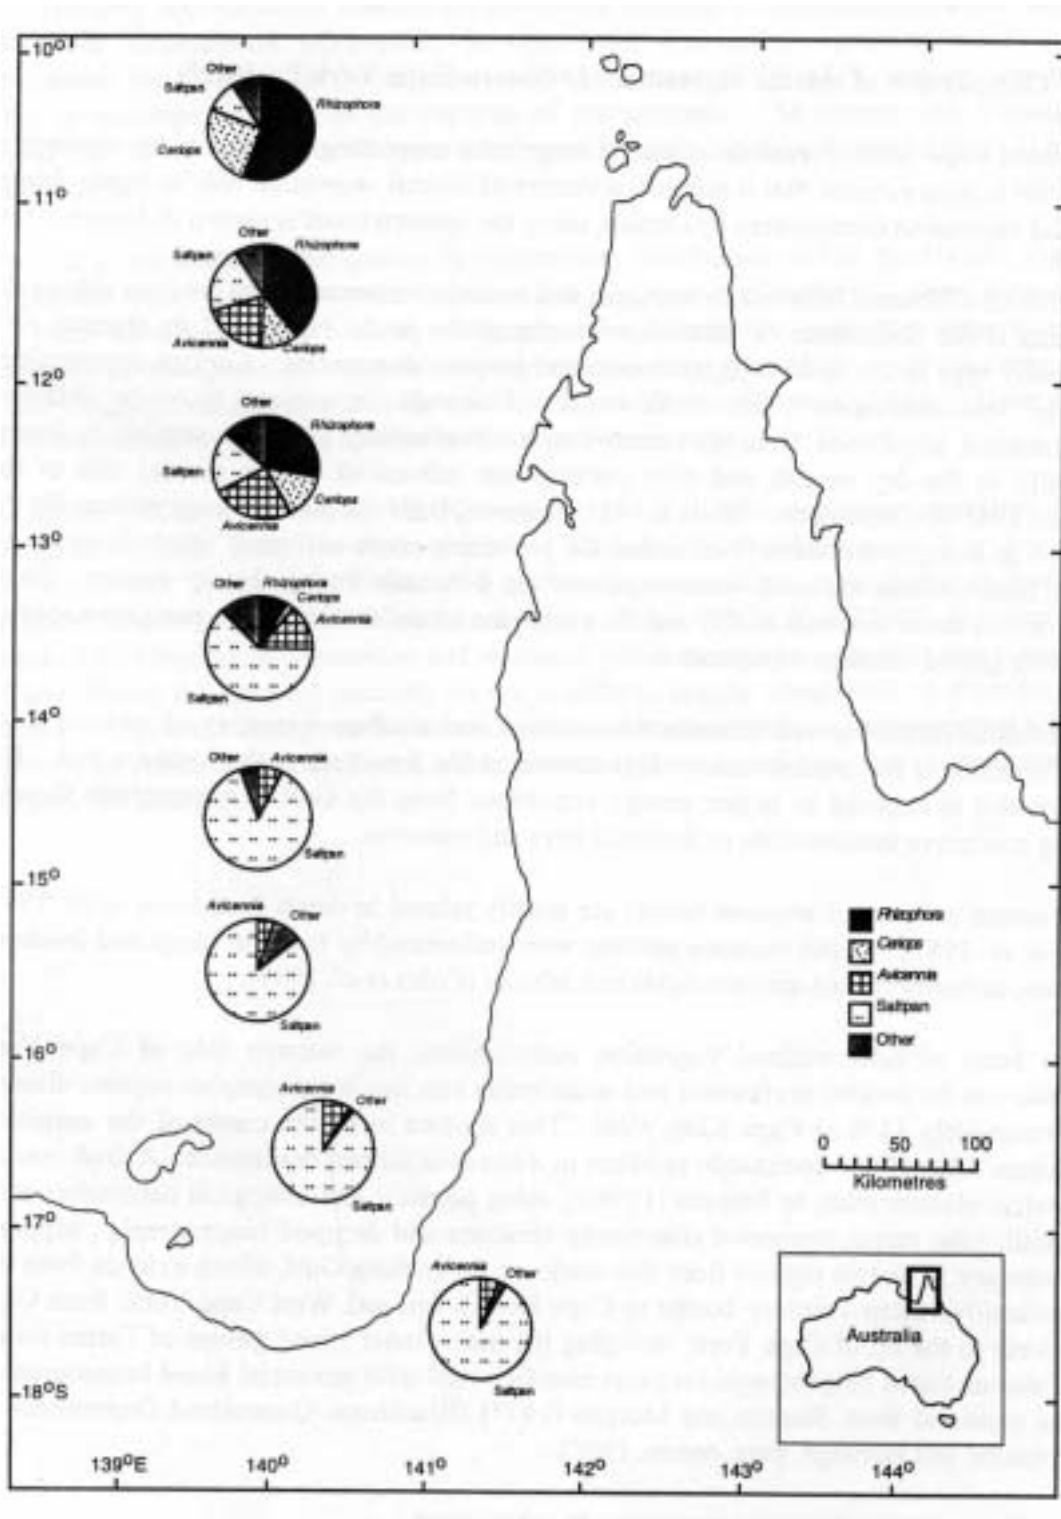 10°
Other
Saltpan
Rhizophora
Ceriops
11°
Other
Rhizophora
Saltpan
Avicennia
Ceriops
12°
Other
Rhizophora
Saltpan
Ceriops
Avicennia
13°
Other
Rhizophora
Ceriops
Avicennia
Saltpan
14°
Other
Avicennia
Saltpan
15°
Avicennia
Other
Saltpan
Rhizophora
Ceriops
Avicennia
Saltpan
Other
16°
Avicennia
Other
Saltpan
0 50 100
Kilometres
17°
Avicennia
Other
Saltpan
Australia
18°S
139°E 140° 141° 142° 143° 144°